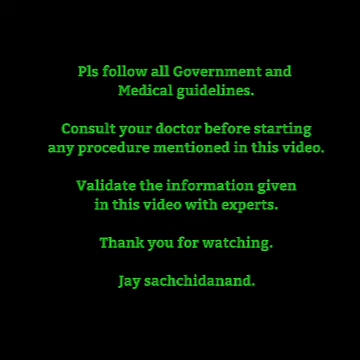 Pls follow all Government and
Medical guidelines.
Consult your doctor before starting
any procedure mentioned in this video.
Validate the information given
in this video with experts.
Thank you for watching.
Jay sachchidanand.